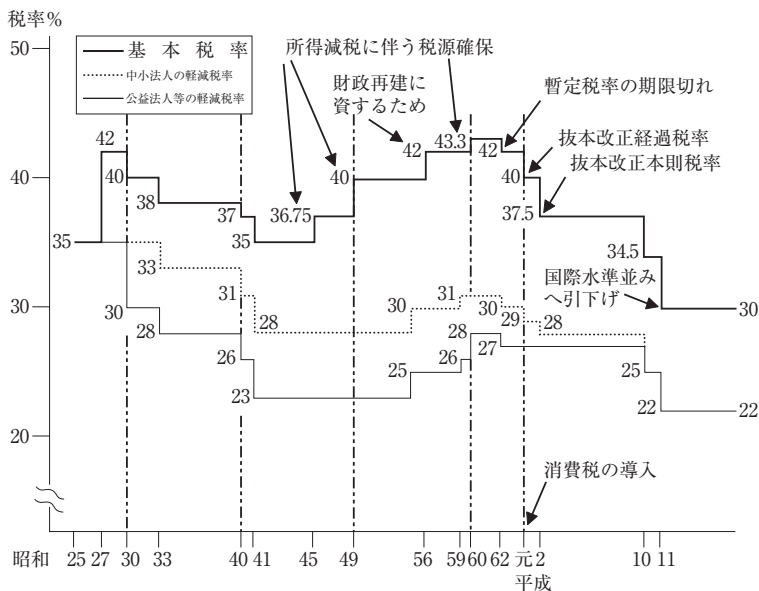 税率%
50
40
30
20
基本税率
中小法人の軽減税率
公益法人等の軽減税率
所得減税に伴う税源確保
財政再建に
資するため
暫定税率の期限切れ
抜本改正経過税率
抜本改正本則税率
国際水準並み
へ引下げ
消費税の導入
35
42
40
38
37
35
36.75
40
42
43.3
42
40
37.5
34.5
30
33
31
28
30
31
30
29
28
30
28
26
23
25
26
28
27
25
22
22
昭和 25 27 30 33 40 41 45 49 56 59 60 62 元 2 10 11
平成